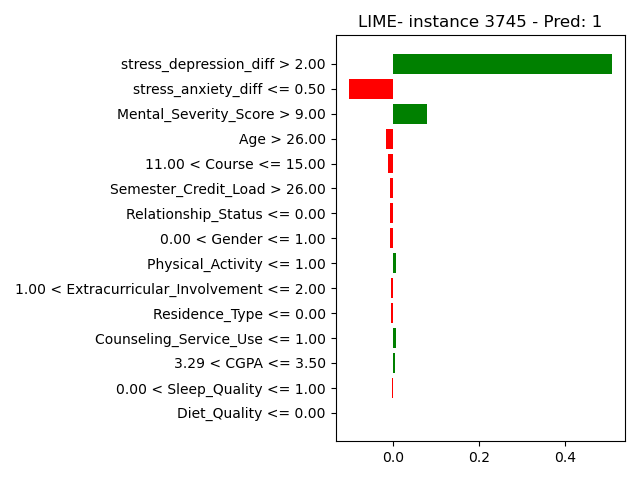 LIME- instance 3745 - Pred: 1
stress_depression_diff > 2.00
stress_anxiety_diff <= 0.50
Mental_Severity_Score > 9.00
Age > 26.00
11.00 < Course <= 15.00
Semester_Credit_Load > 26.00
Relationship_Status <= 0.00
0.00 < Gender <= 1.00
Physical_Activity <= 1.00
1.00 < Extracurricular_Involvement <= 2.00
Residence_Type <= 0.00
Counseling_Service_Use <= 1.00
3.29 < CGPA <= 3.50
0.00 < Sleep_Quality <= 1.00
Diet_Quality <= 0.00
0.0 0.2 0.4